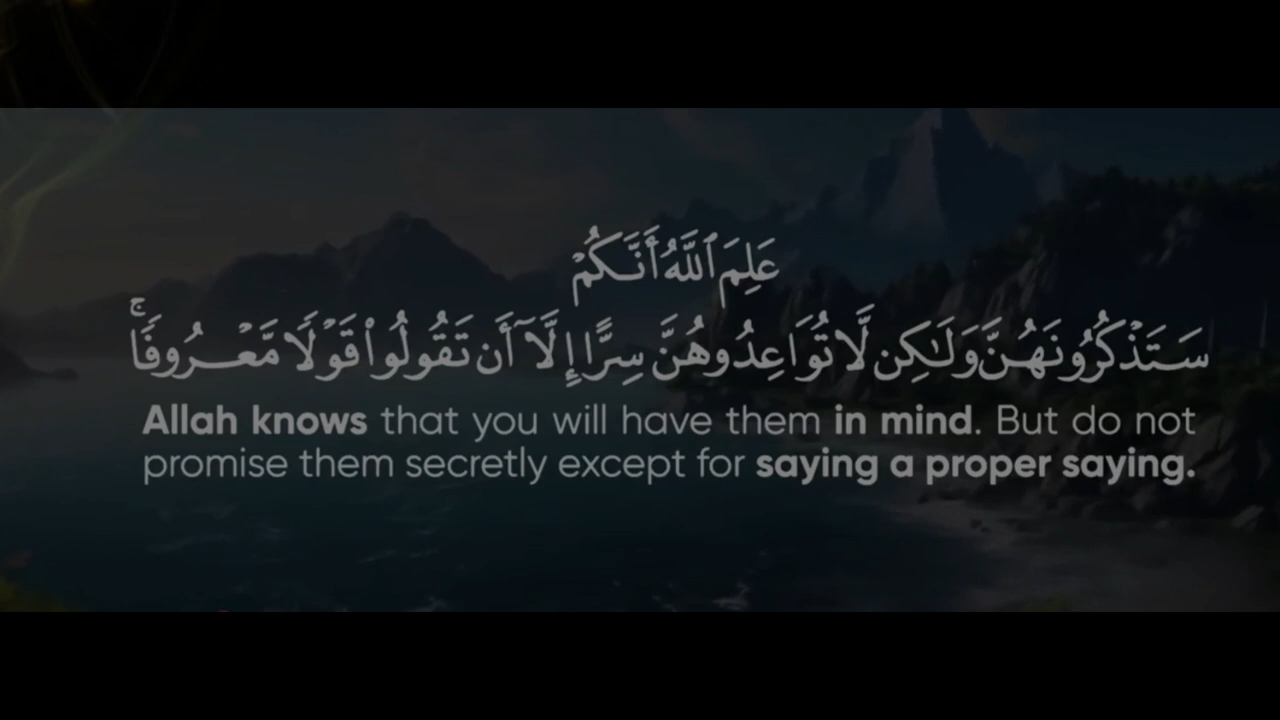 عَلِمَ ٱللَّهُ أَنَّكُمْ
سَتَذْكُرُونَهُنَّ وَلَـٰكِن لَّا تُوَاعِدُوهُنَّ سِرًّا إِلَّآ أَن تَقُولُوا۟ قَوْلًا مَّعْرُوفًا ۚ
Allah knows that you will have them in mind. But do not
promise them secretly except for saying a proper saying.